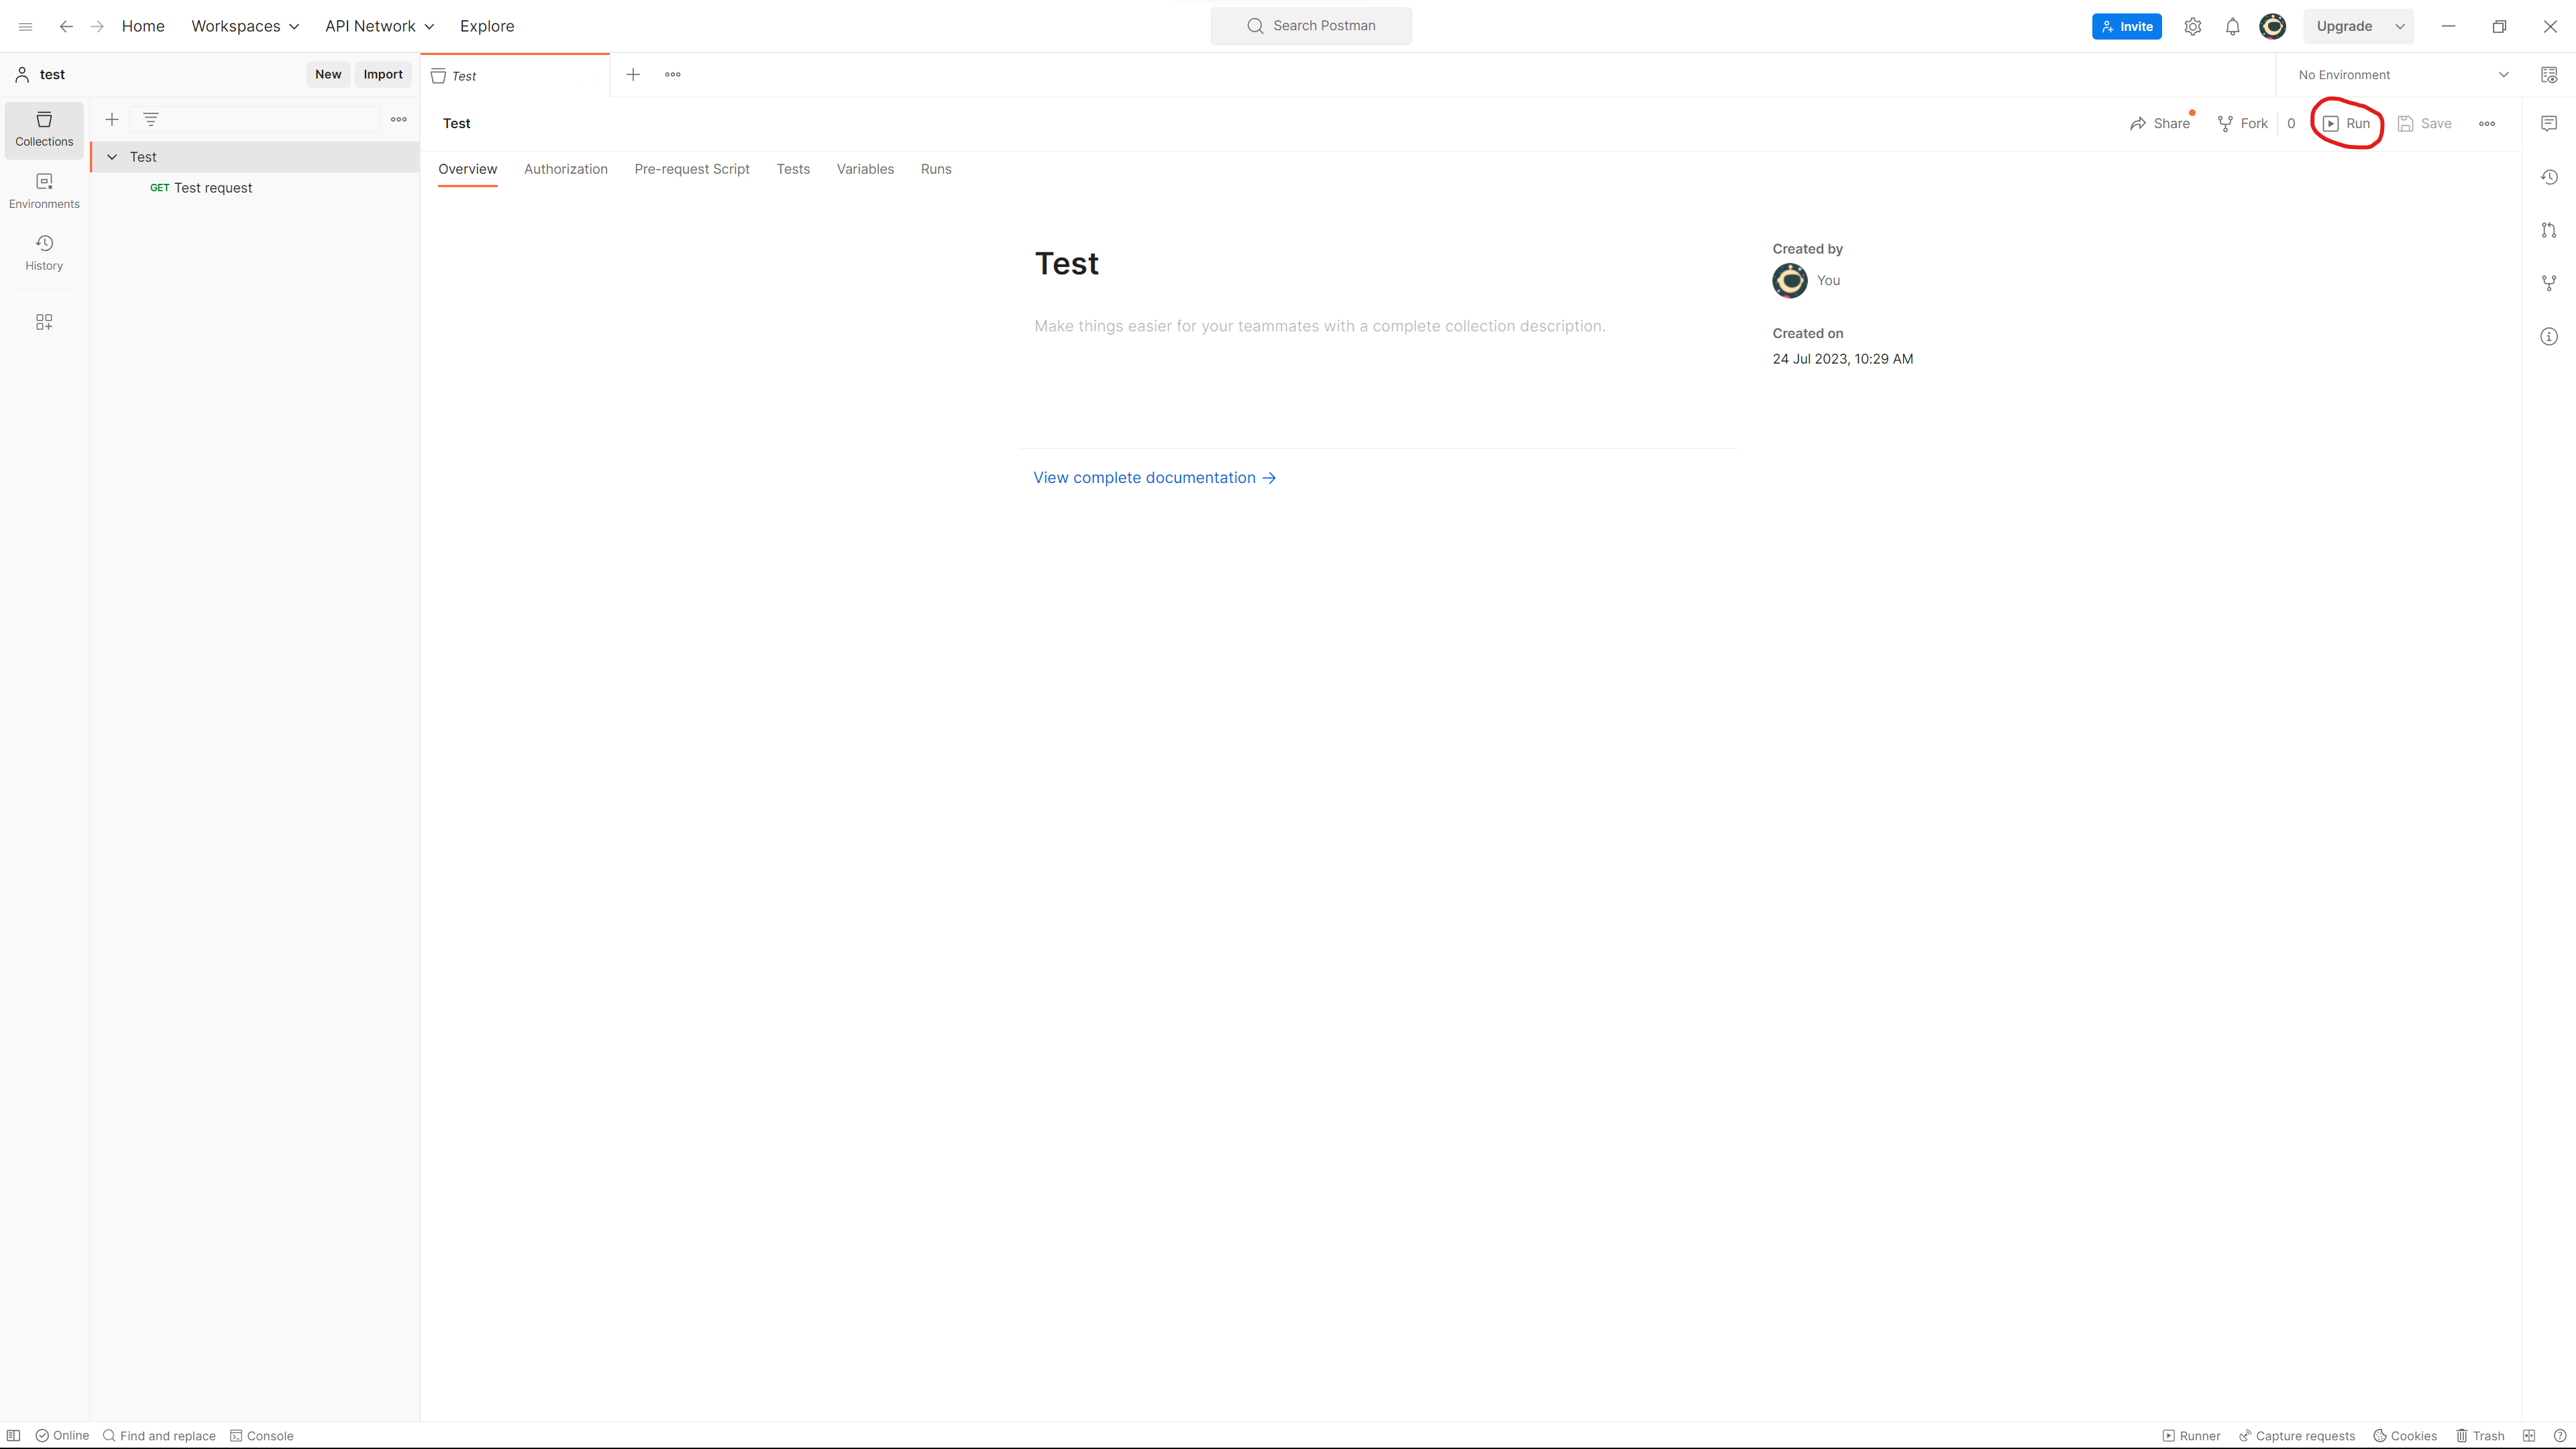 Home Workspaces API Network Explore Search Postman Invite Upgrade
test New Import Test No Environment
Collections
Test Share Fork 0 Run Save
Test
Overview Authorization Pre-request Script Tests Variables Runs
GET Test request
Environments
History
Test
Created by
You
Make things easier for your teammates with a complete collection description.
Created on
24 Jul 2023, 10:29 AM
View complete documentation →
Online Find and replace Console Runner Capture requests Cookies Trash